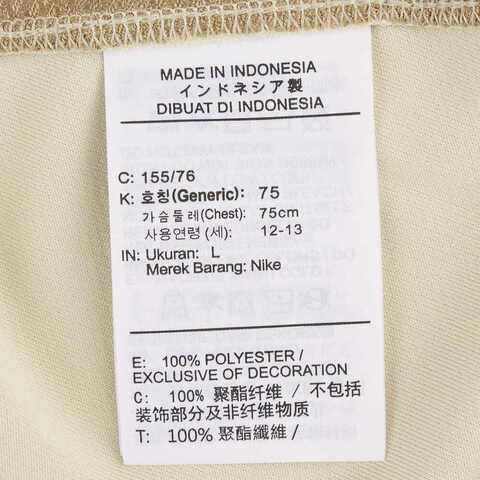 MADE IN INDONESIA
インドネシア製
DIBUAT DI INDONESIA
C: 155/76
K: 호칭(Generic): 75
가슴둘레(Chest): 75cm
사용연령 (세): 12-13
IN: Ukuran: L
Merek Barang: Nike
E: 100% POLYESTER /
EXCLUSIVE OF DECORATION
C: 100% 聚酯纤维 / 不包括
装饰部分及非纤维物质
T: 100% 聚酯纖維 /